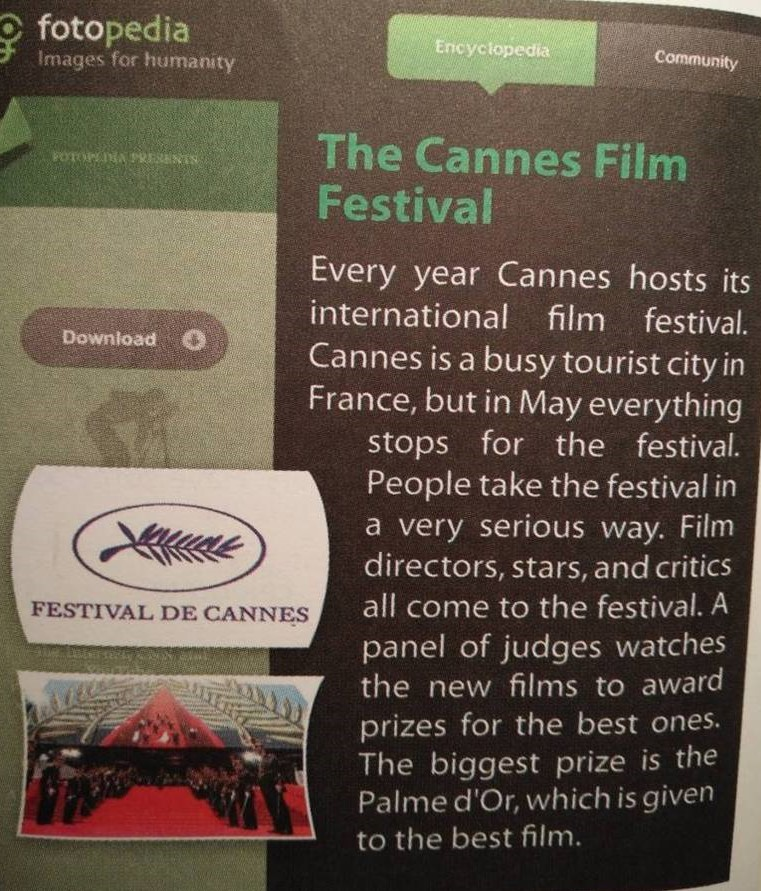 fotopedia
Images for humanity
Encyclopedia
Community
FOTOPEDIA PRESENTS
Download
FESTIVAL DE CANNES
The Cannes Film
Festival
Every year Cannes hosts its
international film festival.
Cannes is a busy tourist city in
France, but in May everything
stops for the festival.
People take the festival in
a very serious way. Film
directors, stars, and critics
all come to the festival. A
panel of judges watches
the new films to award
prizes for the best ones.
The biggest prize is the
Palme d'Or, which is given
to the best film.